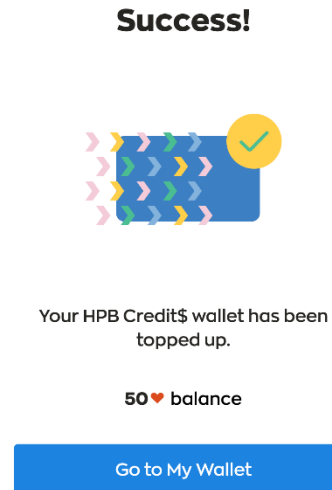 Success!
Your HPB Credit$ wallet has been
topped up.
50❤ balance
Go to My Wallet